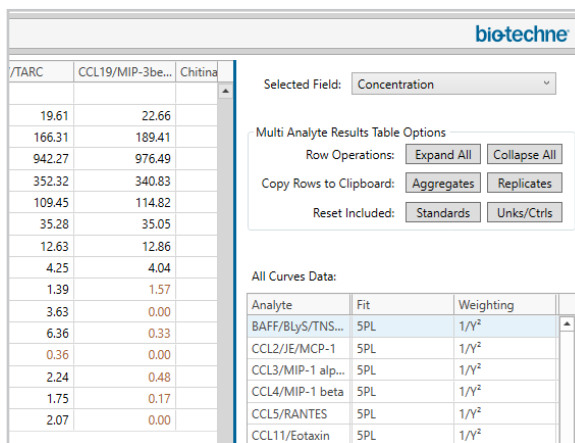 bio-techne
/TARC CCL19/MIP-3be... Chitina
19.61 22.66
166.31 189.41
942.27 976.49
352.32 340.83
109.45 114.82
35.28 35.05
12.63 12.86
4.25 4.04
1.39 1.57
3.63 0.00
6.36 0.33
0.36 0.00
2.24 0.48
1.75 0.17
2.07 0.00
Selected Field: Concentration
Multi Analyte Results Table Options
Row Operations: Expand All Collapse All
Copy Rows to Clipboard: Aggregates Replicates
Reset Included: Standards Unks/Ctrls
All Curves Data:
Analyte Fit Weighting
BAFF/BLyS/TNS... 5PL 1/Y²
CCL2/JE/MCP-1 5PL 1/Y²
CCL3/MIP-1 alp... 5PL 1/Y²
CCL4/MIP-1 beta 5PL 1/Y²
CCL5/RANTES 5PL 1/Y²
CCL11/Eotaxin 5PL 1/Y²